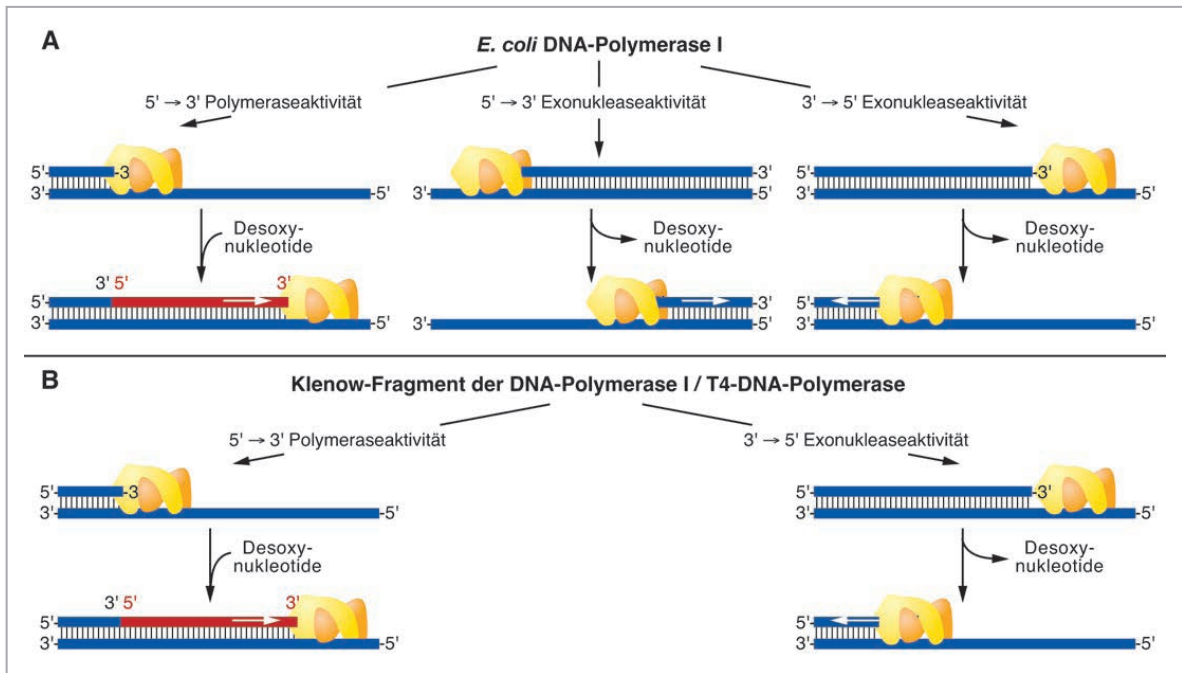 A
E. coli DNA-Polymerase I
5' → 3' Polymeraseaktivität
5' → 3' Exonukleaseaktivität
3' → 5' Exonukleaseaktivität
5'- -3
3'- -5'
-3'
3'- -5'
5'- -3'
3'- -5'
Desoxy-
nukleotide
Desoxy-
nukleotide
Desoxy-
nukleotide
3' 5' 3'
5'-
3'- -5'
-3'
3'- -5'
5'-
3'- -5'
B
Klenow-Fragment der DNA-Polymerase I / T4-DNA-Polymerase
5' → 3' Polymeraseaktivität
3' → 5' Exonukleaseaktivität
5'- -3
3'- -5'
5'- -3'
3'- -5'
Desoxy-
nukleotide
Desoxy-
nukleotide
3' 5' 3'
5'-
3'- -5'
5'-
3'- -5'